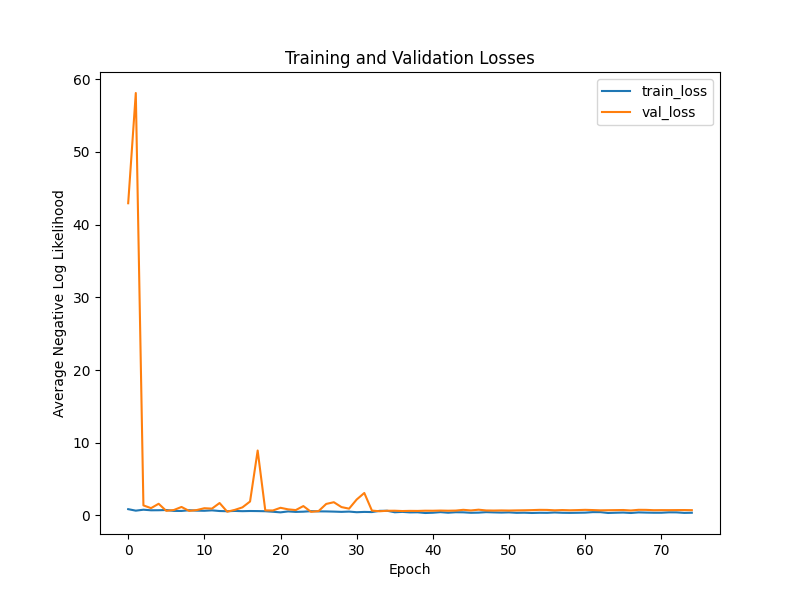 Training and Validation Losses
train_loss
val_loss
60
50
40
30
20
10
0
Average Negative Log Likelihood
0 10 20 30 40 50 60 70
Epoch